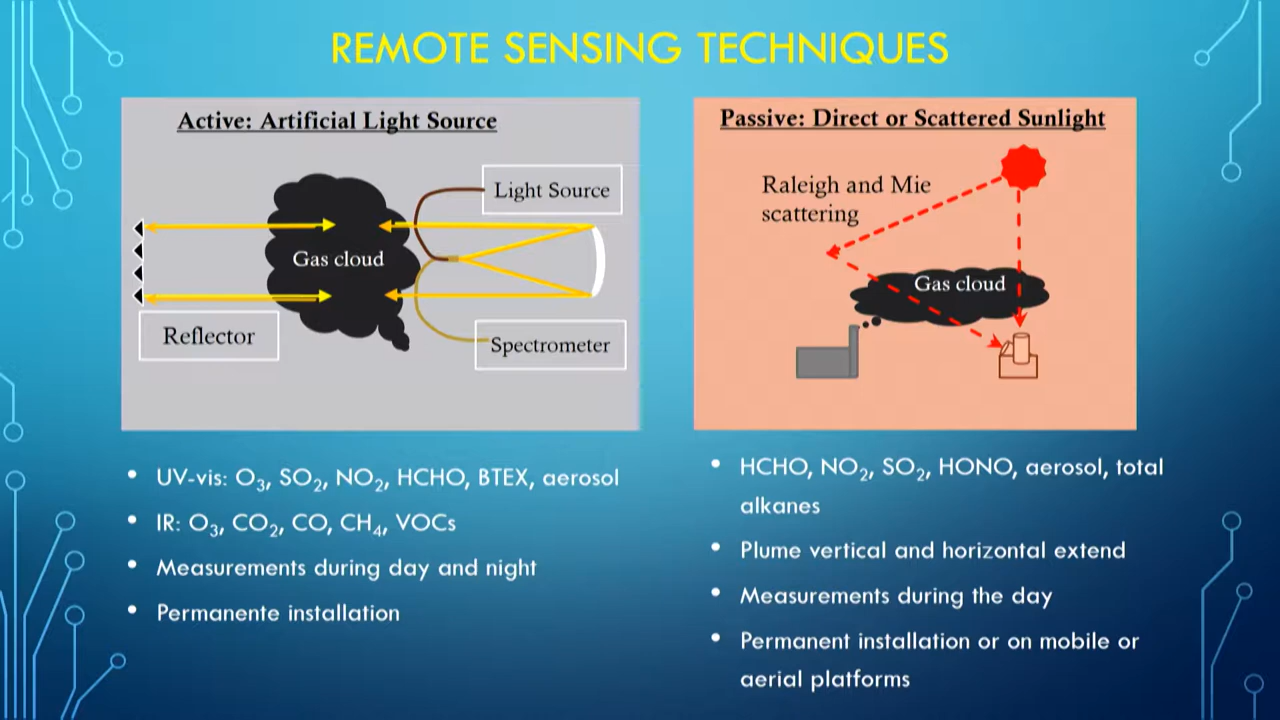 REMOTE SENSING TECHNIQUES
Active: Artificial Light Source
Light Source
Gas cloud
Reflector
Spectrometer
Passive: Direct or Scattered Sunlight
Raleigh and Mie
scattering
Gas cloud
• UV-vis: O₃, SO₂, NO₂, HCHO, BTEX, aerosol
• IR: O₃, CO₂, CO, CH₄, VOCs
• Measurements during day and night
• Permanente installation
• HCHO, NO₂, SO₂, HONO, aerosol, total
alkanes
• Plume vertical and horizontal extend
• Measurements during the day
• Permanent installation or on mobile or
aerial platforms